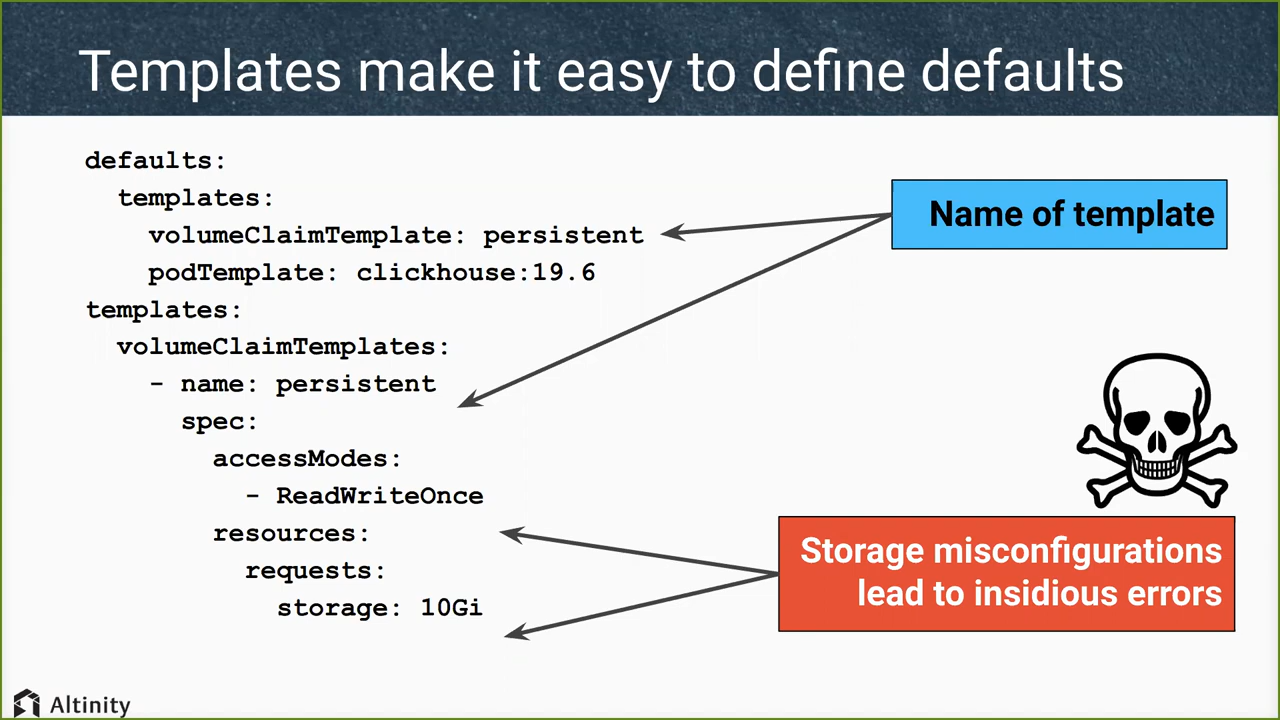 Templates make it easy to define defaults
defaults:
  templates:
    volumeClaimTemplate: persistent
    podTemplate: clickhouse:19.6
templates:
  volumeClaimTemplates:
    - name: persistent
      spec:
        accessModes:
          - ReadWriteOnce
        resources:
          requests:
            storage: 10Gi
Name of template
Storage misconfigurations
lead to insidious errors
Altinity